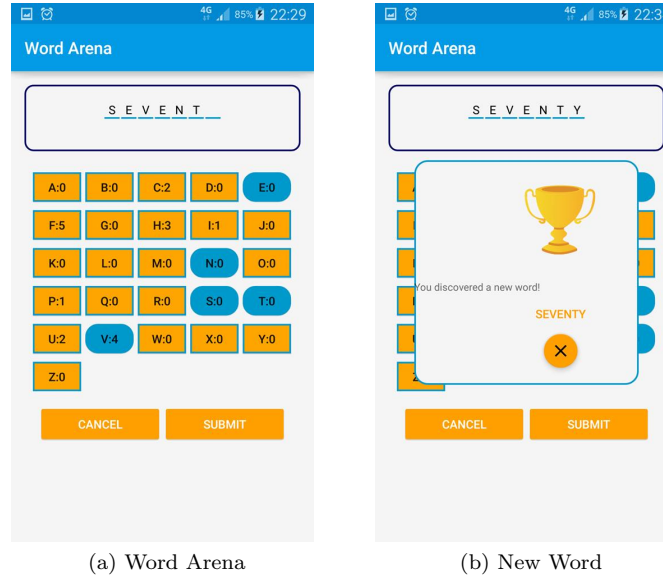 4G 85% 22:29
Word Arena
S E V E N T _
A:0 B:0 C:2 D:0 E:0
F:5 G:0 H:3 I:1 J:0
K:0 L:0 M:0 N:0 O:0
P:1 Q:0 R:0 S:0 T:0
U:2 V:4 W:0 X:0 Y:0
Z:0
CANCEL SUBMIT
(a) Word Arena
4G 85% 22:3
Word Arena
S E V E N T Y
You discovered a new word!
SEVENTY
CANCEL SUBMIT
(b) New Word